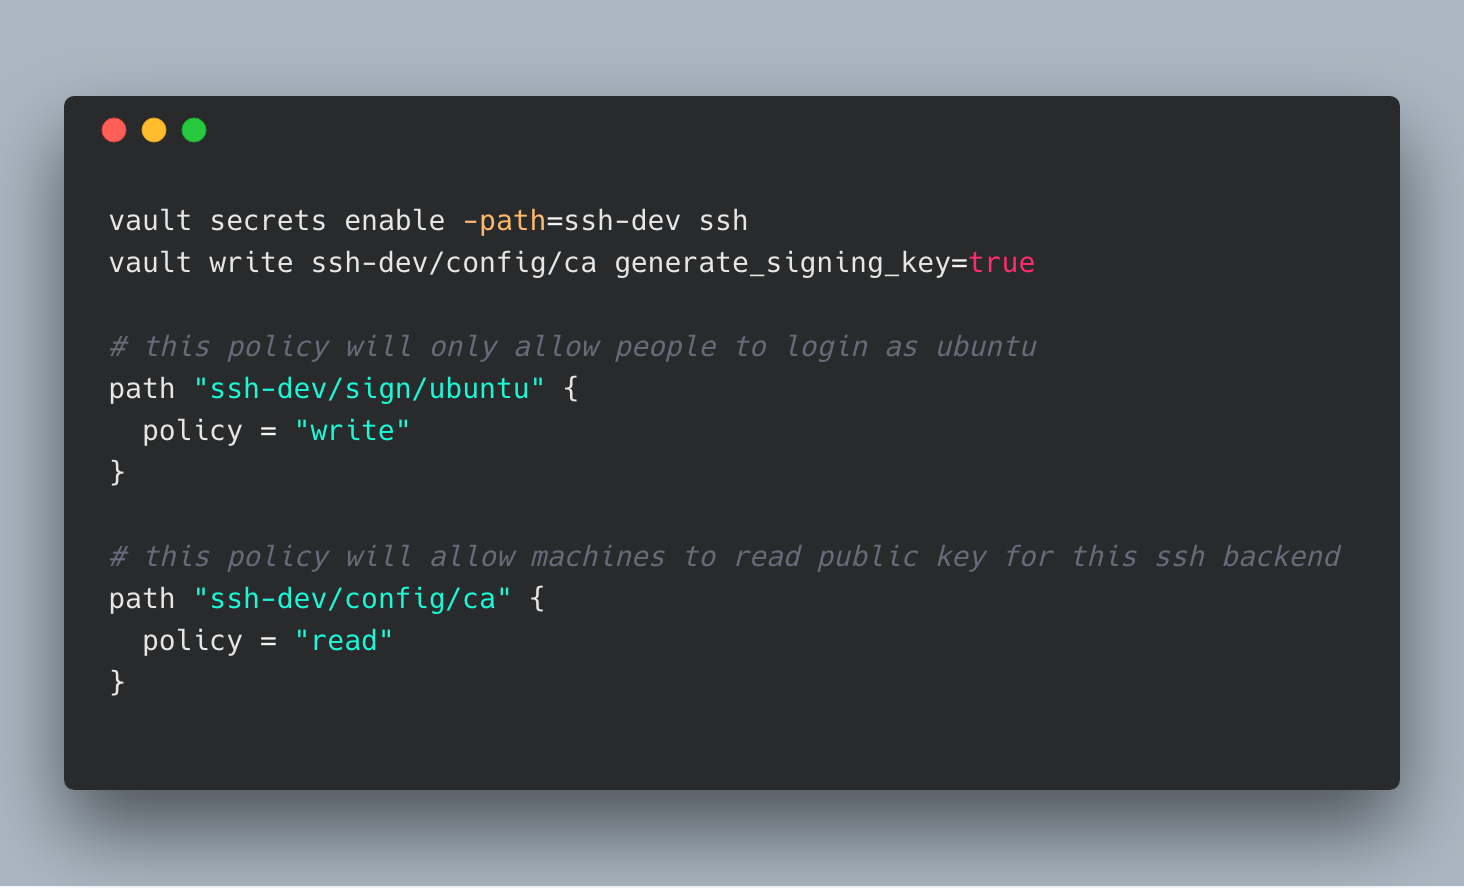 vault secrets enable -path=ssh-dev ssh
vault write ssh-dev/config/ca generate_signing_key=true
# this policy will only allow people to login as ubuntu
path "ssh-dev/sign/ubuntu" {
  policy = "write"
}
# this policy will allow machines to read public key for this ssh backend
path "ssh-dev/config/ca" {
  policy = "read"
}